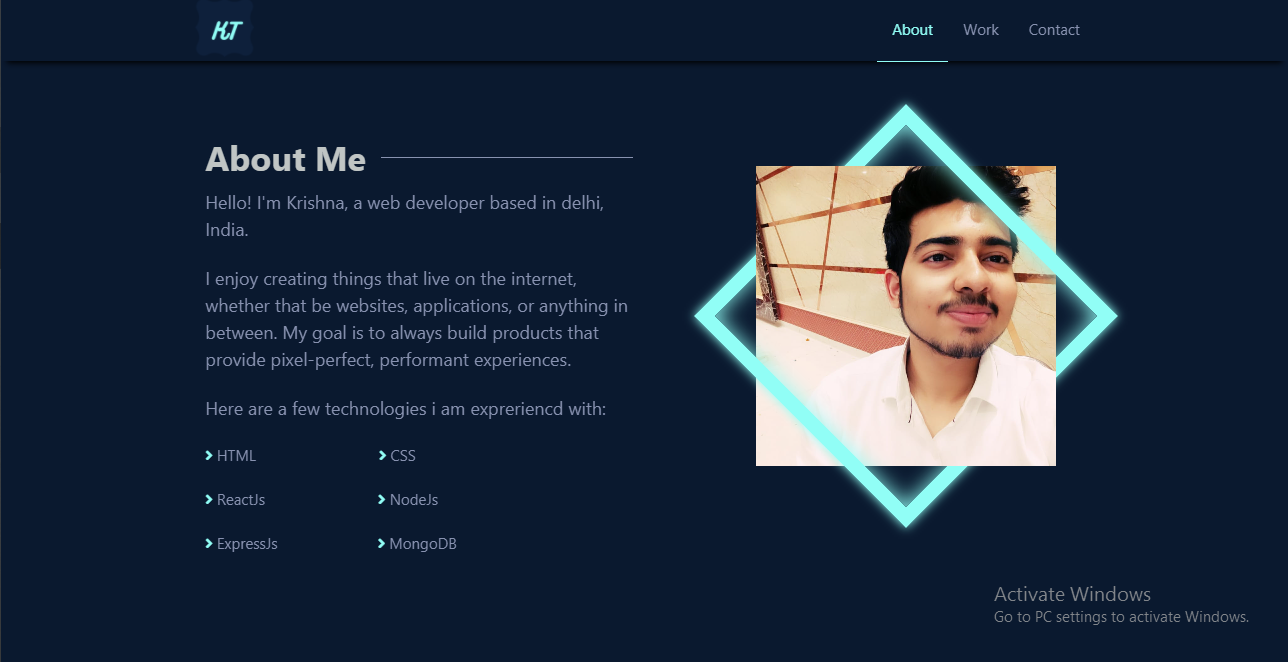 KT
About Work Contact
About Me
Hello! I'm Krishna, a web developer based in delhi,
India.
I enjoy creating things that live on the internet,
whether that be websites, applications, or anything in
between. My goal is to always build products that
provide pixel-perfect, performant experiences.
Here are a few technologies i am expreriencd with:
HTML CSS
ReactJs NodeJs
ExpressJs MongoDB
Activate Windows
Go to PC settings to activate Windows.